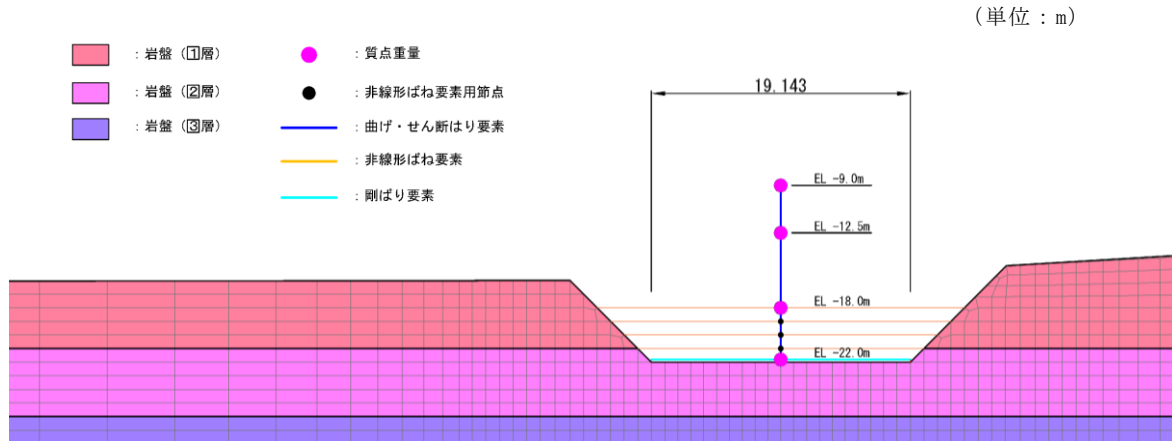 (単位：m)
：岩盤（1層）
：岩盤（2層）
：岩盤（3層）
：質点重量
：非線形ばね要素用節点
：曲げ・せん断はり要素
：非線形ばね要素
：剛ばり要素
19.143
EL -9.0m
EL -12.5m
EL -18.0m
EL -22.0m